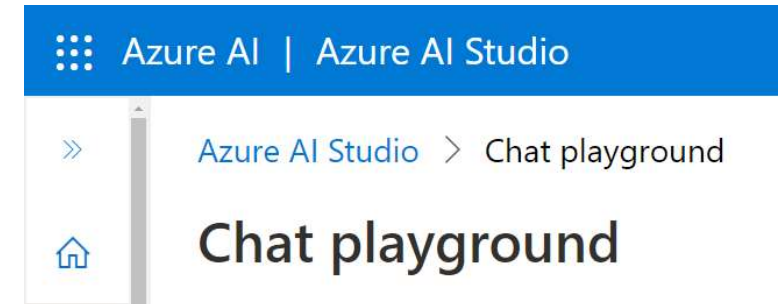 Azure AI | Azure AI Studio
Azure AI Studio > Chat playground
Chat playground